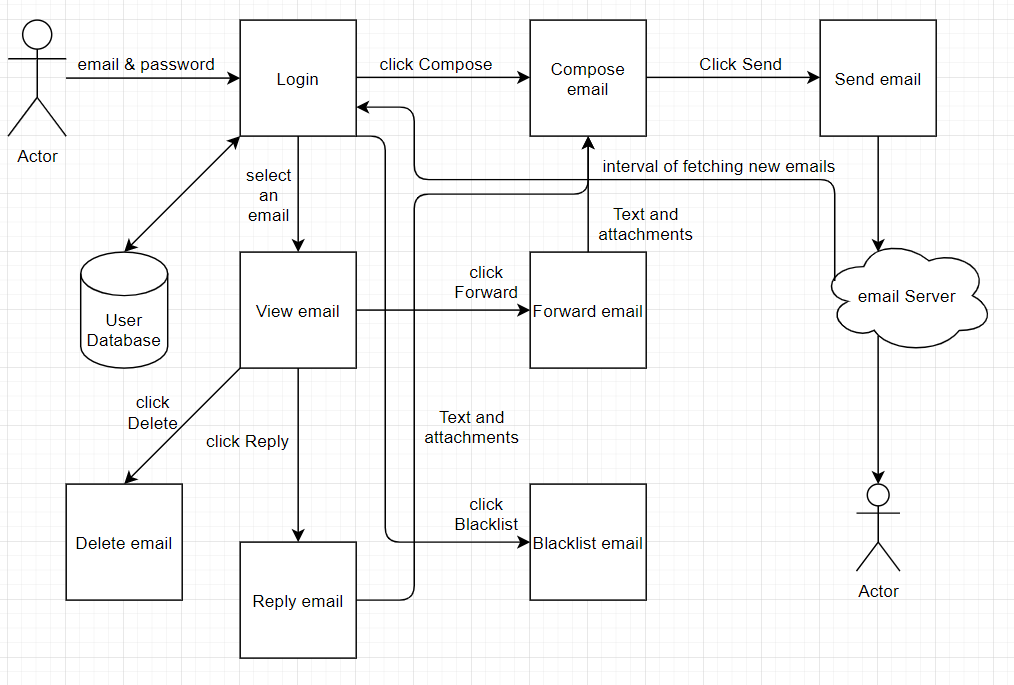 email & password
Login
click Compose
Compose
email
Click Send
Send email
Actor
select
an
email
interval of fetching new emails
Text and
attachments
User
Database
View email
click
Forward
Forward email
email Server
click
Delete
click Reply
Text and
attachments
click
Blacklist
Delete email
Reply email
Blacklist email
Actor